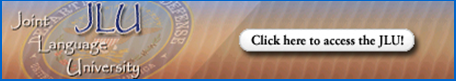 Joint JLU
Language
University
Click here to access the JLU!